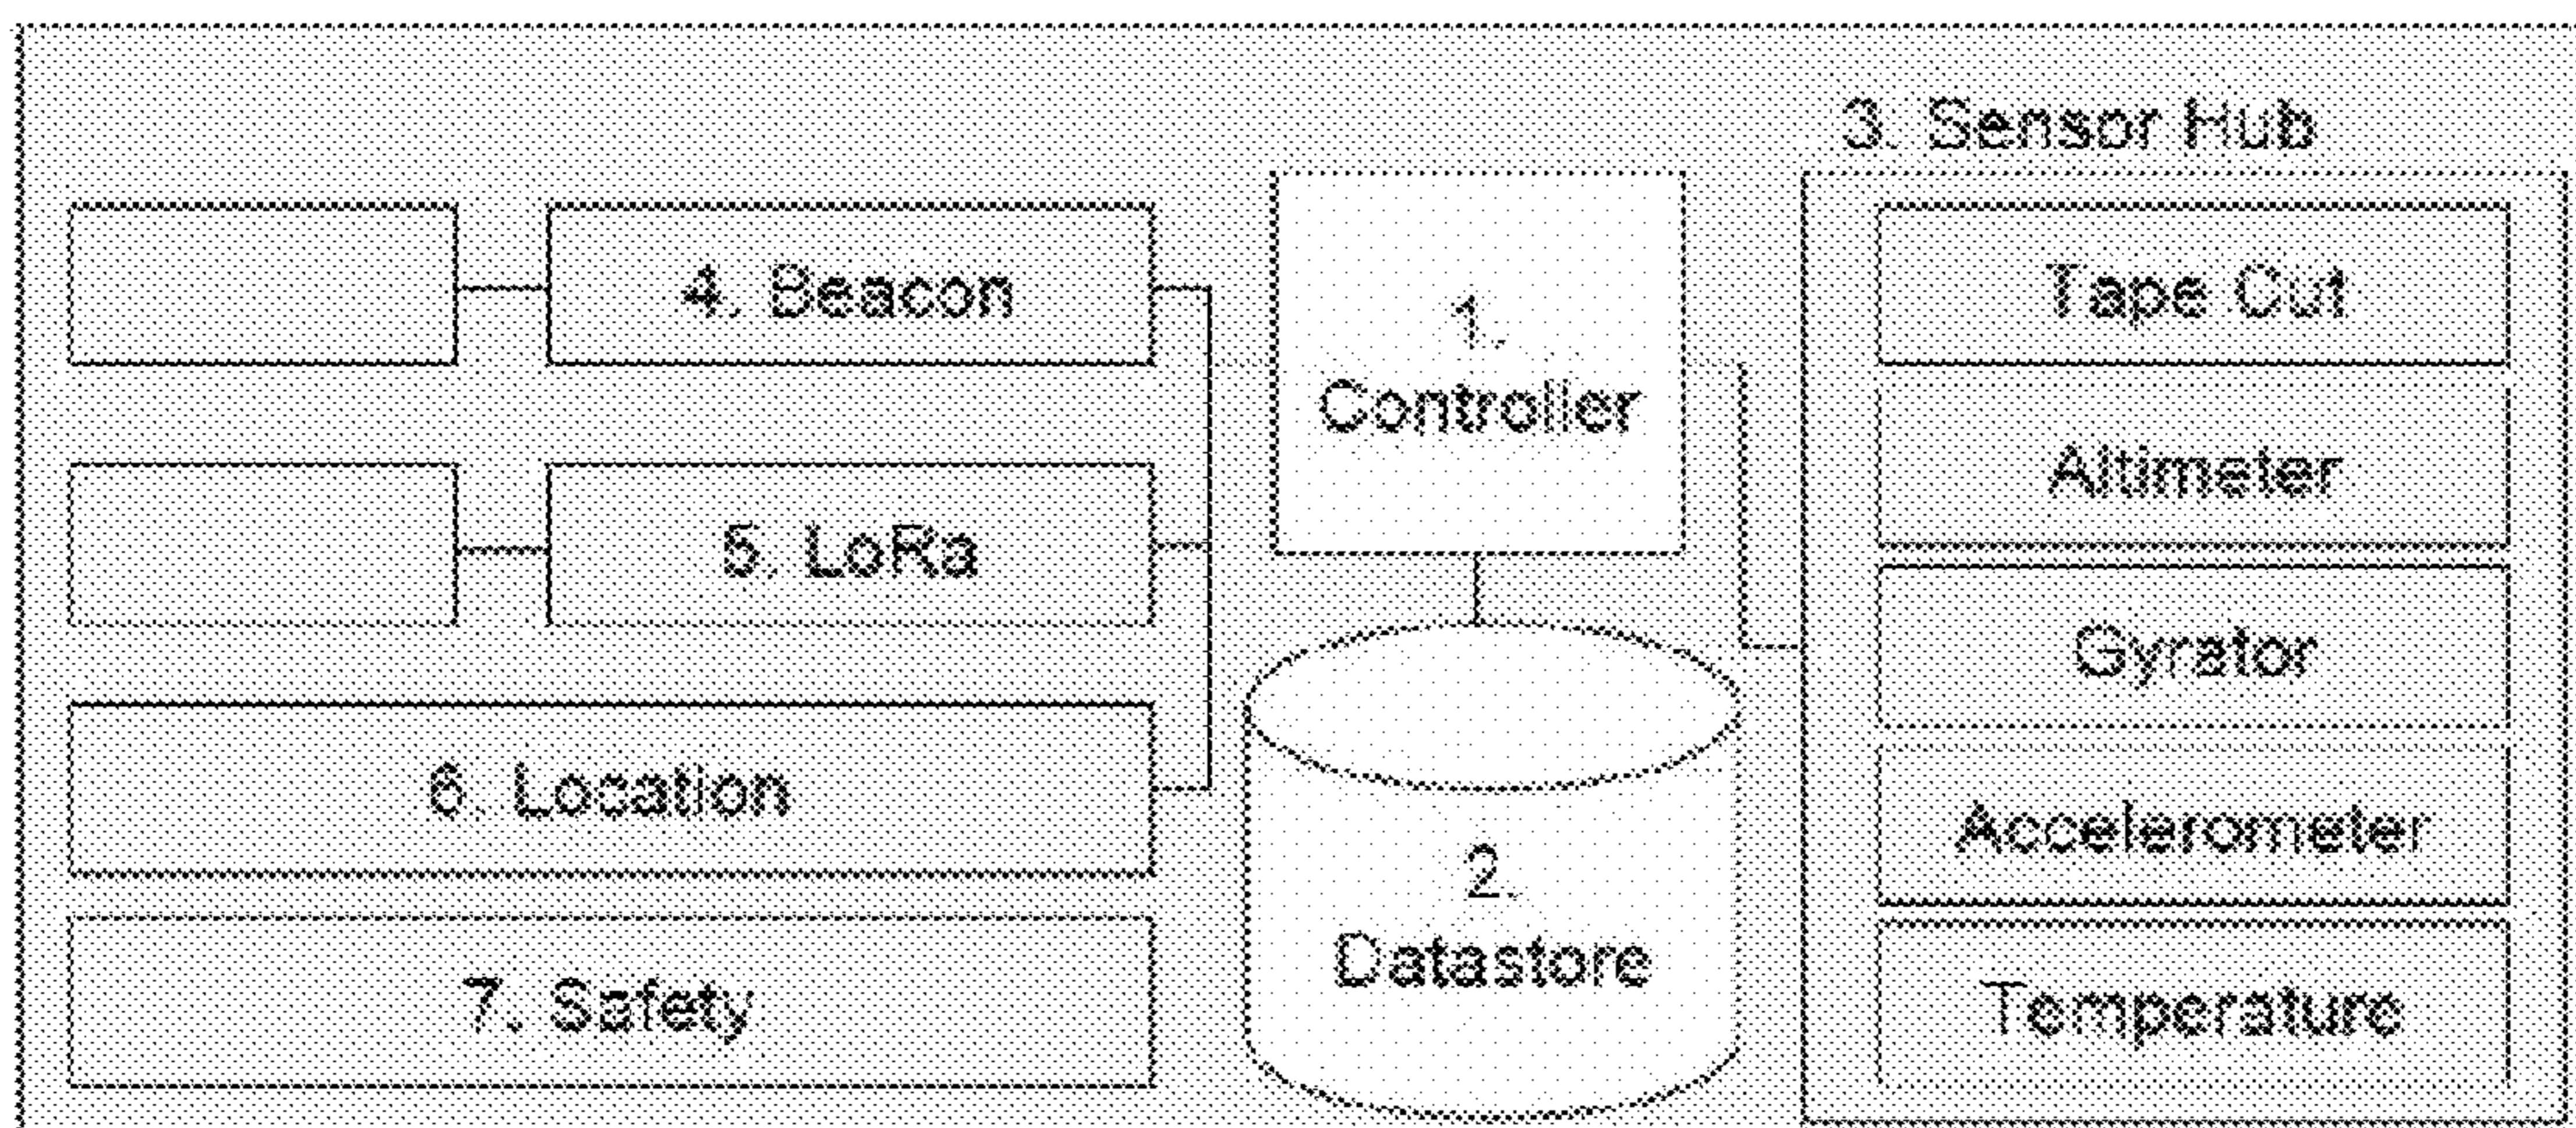 3. Sensor Hub
4. Beacon
1.
Controller
Tape Cut
Altimeter
5. LoRa
Gyrator
6. Location
Accelerometer
2.
Datastore
7. Safety
Temperature